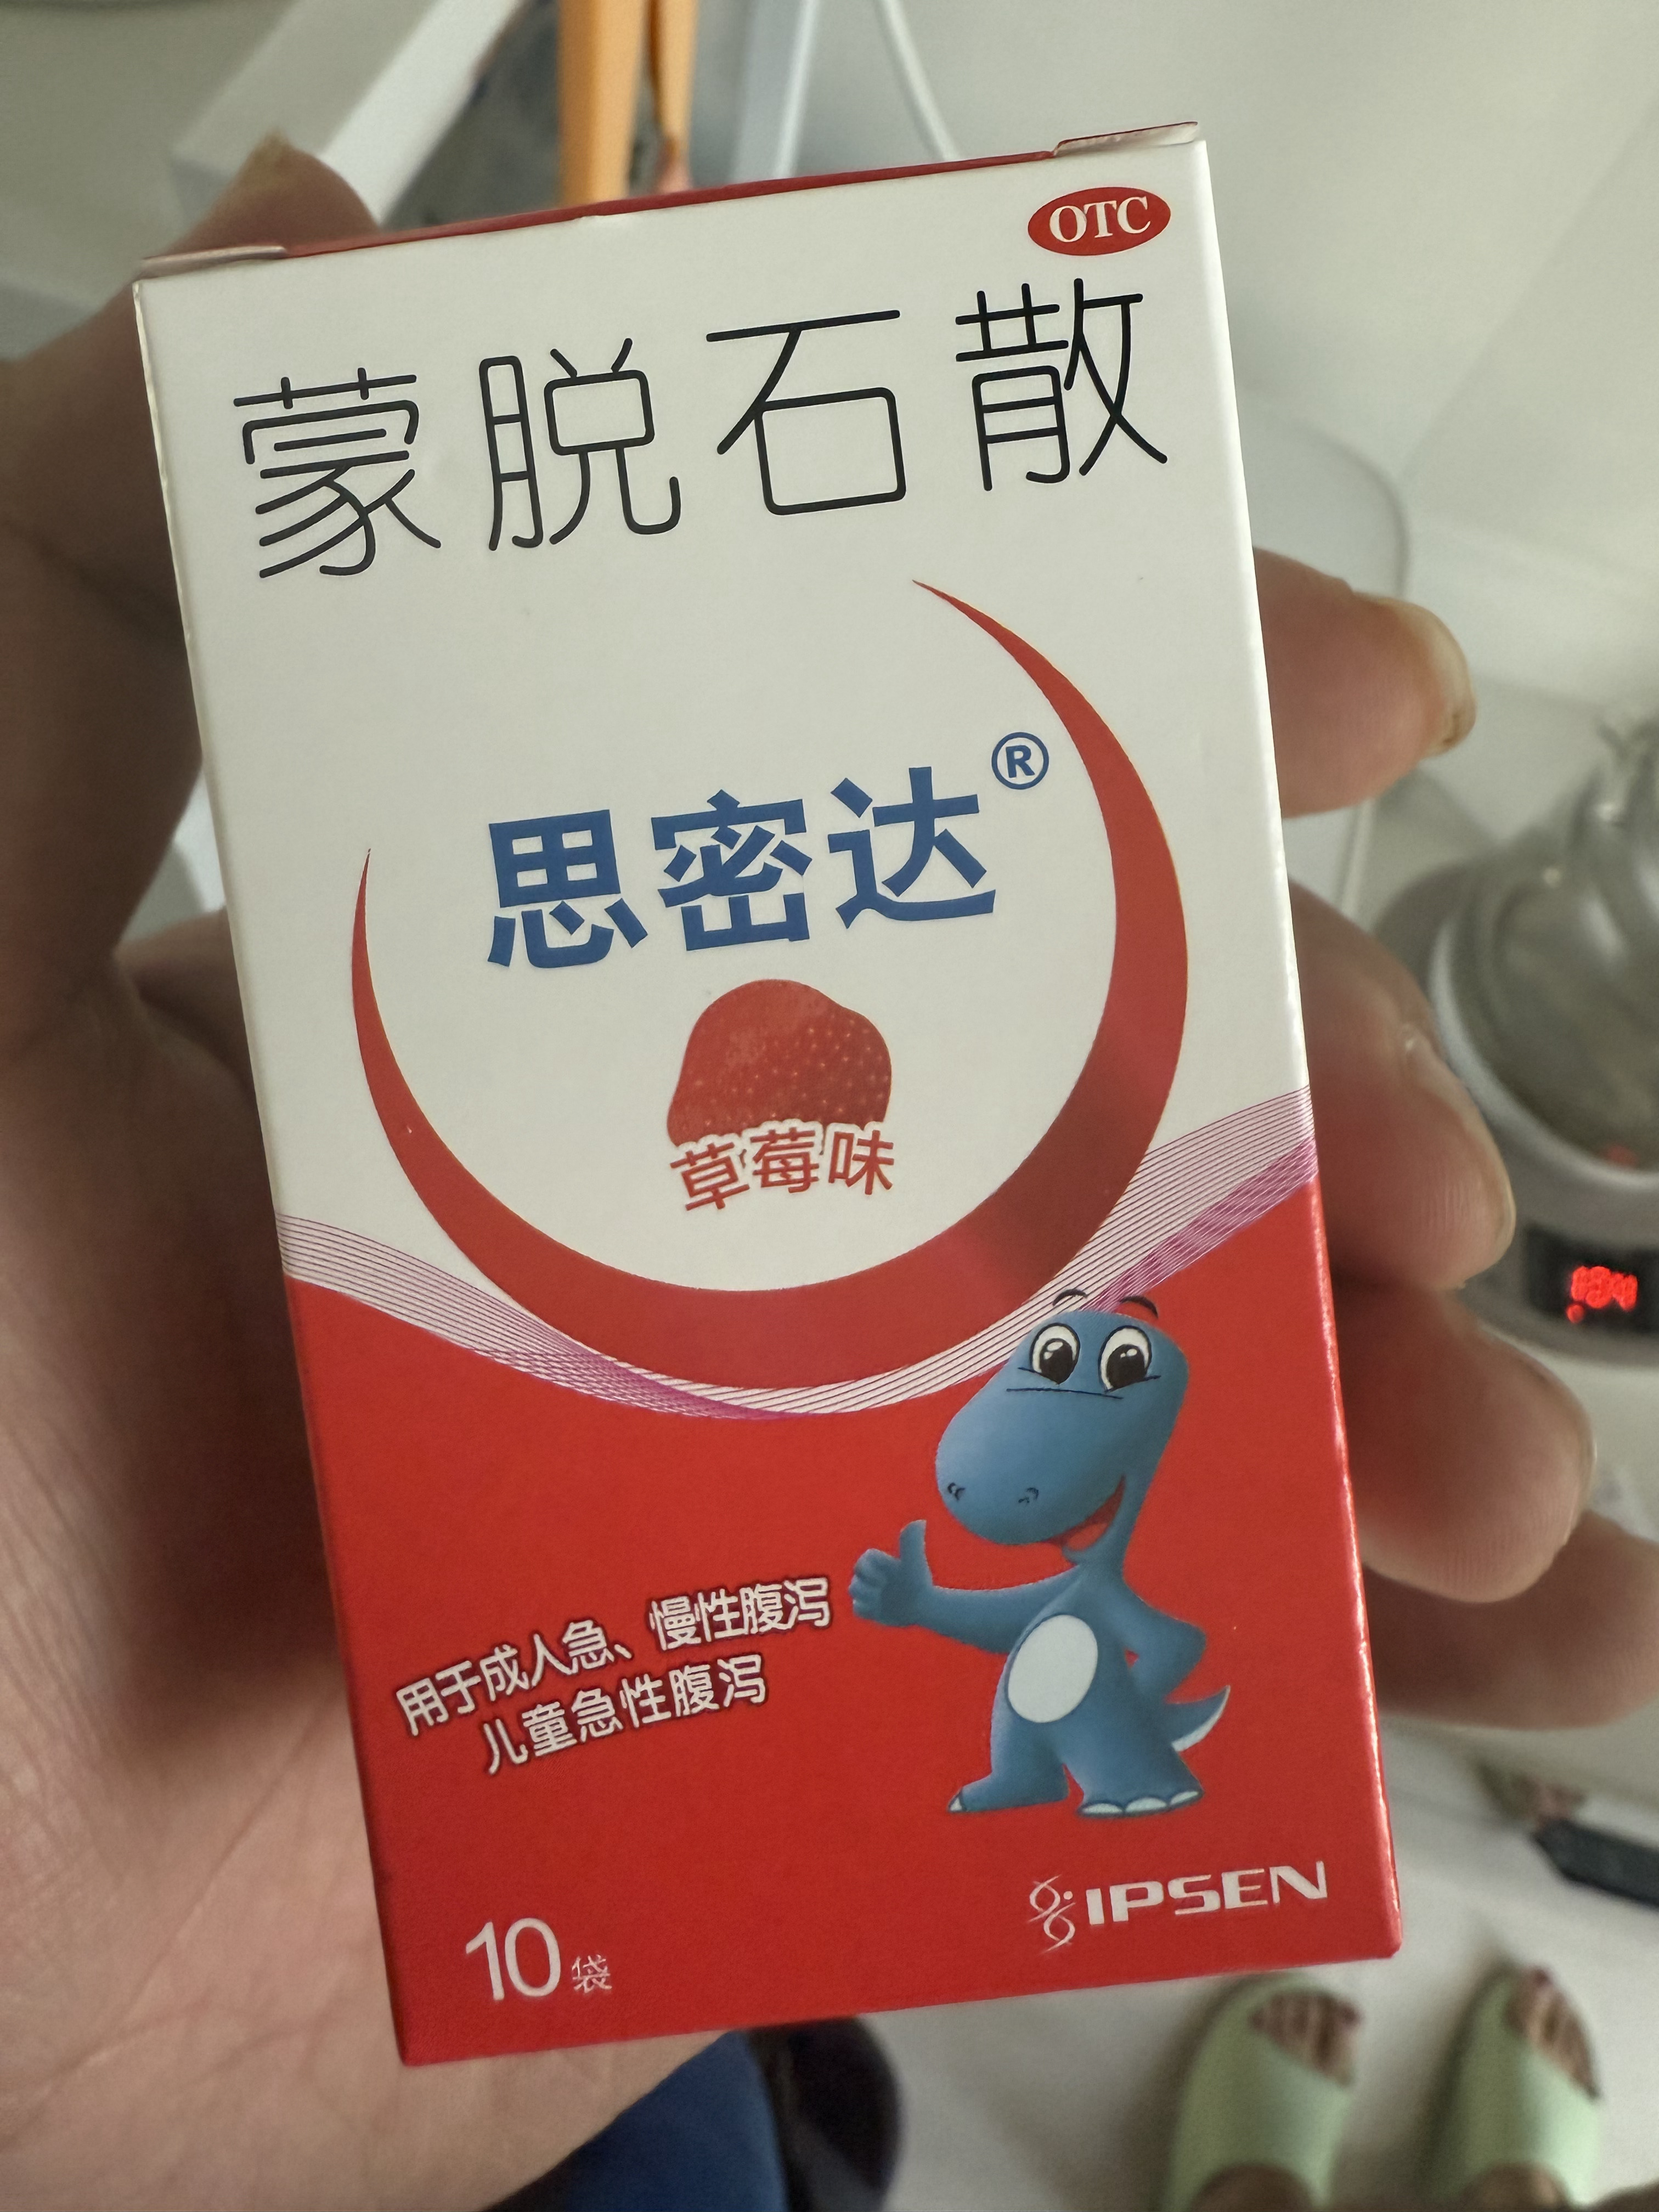 OTC
蒙脱石散
思密达®
草莓味
用于成人急、慢性腹泻
儿童急性腹泻
IPSEN
10袋